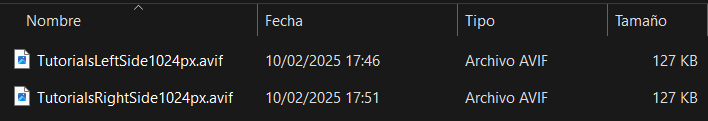 Nombre Fecha Tipo Tamaño
TutorialsLeftSide1024px.avif 10/02/2025 17:46 Archivo AVIF 127 KB
TutorialsRightSide1024px.avif 10/02/2025 17:51 Archivo AVIF 127 KB